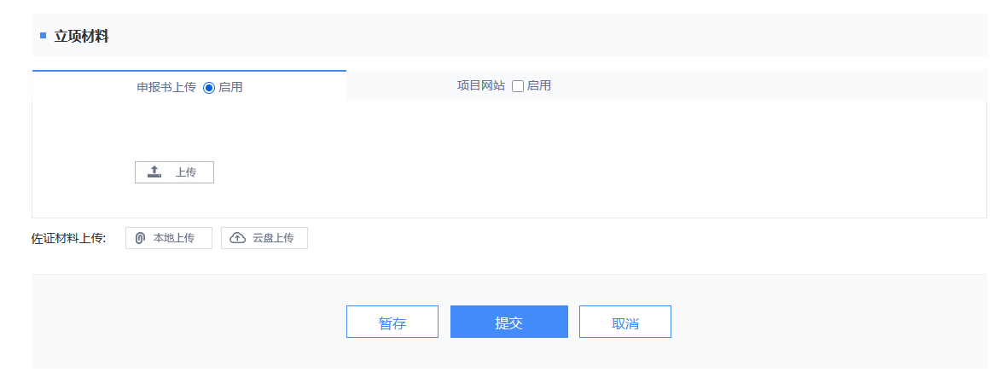 立项材料
申报书上传 启用 项目网站 启用
上传
佐证材料上传: 本地上传 云盘上传
暂存 提交 取消